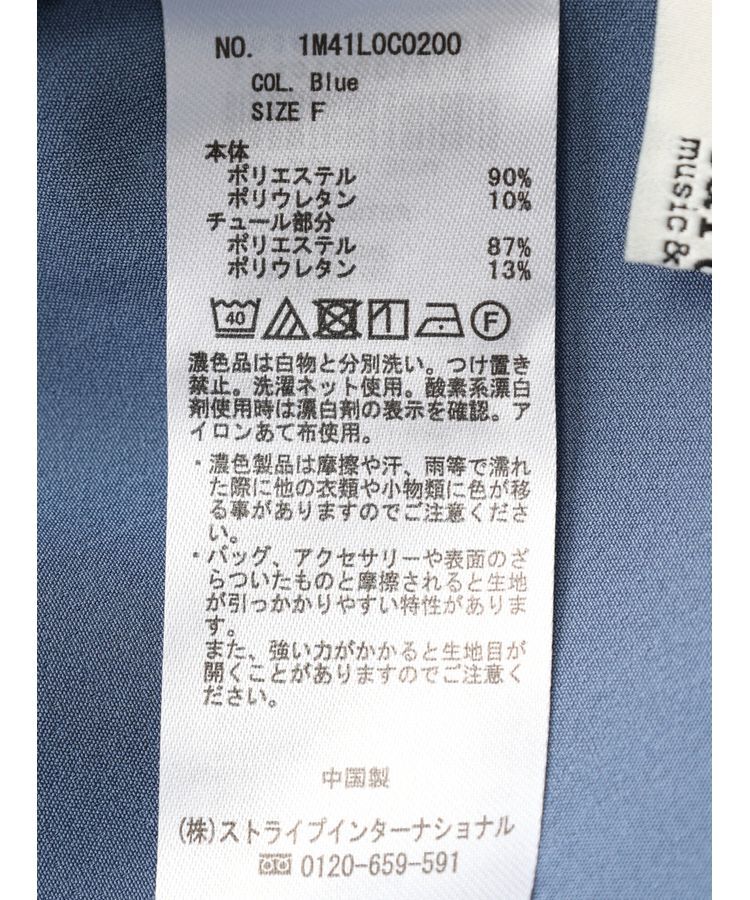 NO. 1M41L0C0200
COL. Blue
SIZE F
本体
ポリエステル 90%
ポリウレタン 10%
チュール部分
ポリエステル 87%
ポリウレタン 13%
40
F
濃色品は白物と分別洗い。つけ置き
禁止。洗濯ネット使用。酸素系漂白
剤使用時は漂白剤の表示を確認。ア
イロンあて布使用。
・濃色製品は摩擦や汗、雨等で濡れ
た際に他の衣類や小物類に色が移
る事がありますのでご注意くださ
い。
・バッグ、アクセサリーや表面のざ
らついたものと摩擦されると生地
が引っかかりやすい特性がありま
す。
また、強い力がかかると生地目が
開くことがありますのでご注意く
ださい。
中国製
(株)ストライプインターナショナル
0120-659-591
music &